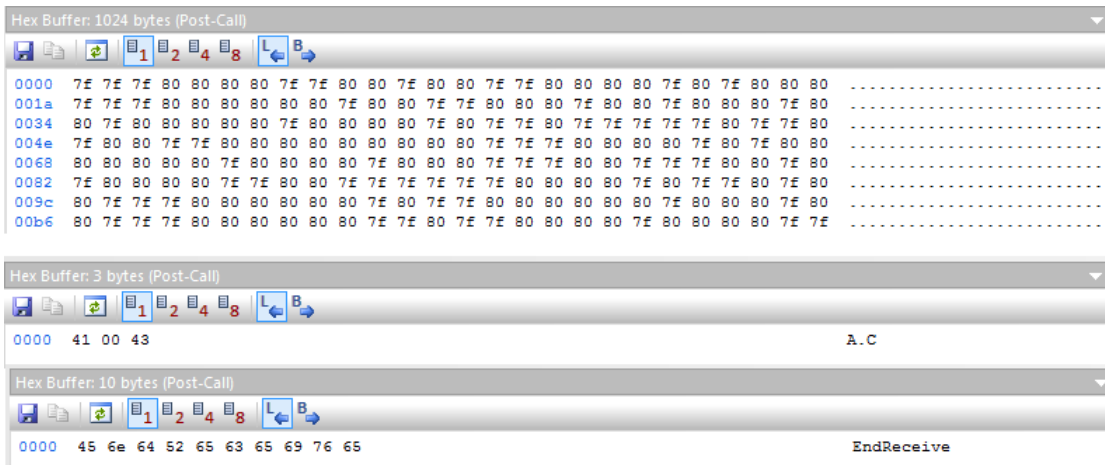 Hex Buffer: 1024 bytes (Post-Call)
1 2 4 8 L B
0000 7f 7f 7f 80 80 80 80 7f 7f 80 80 7f 80 80 7f 7f 80 80 80 80 7f 80 7f 80 80 80 ..........................
001a 7f 7f 7f 80 80 80 80 80 80 7f 80 80 7f 7f 80 80 80 7f 80 80 7f 80 80 80 7f 80 ..........................
0034 80 7f 80 80 80 80 80 7f 80 80 80 80 7f 80 7f 7f 80 7f 7f 7f 7f 7f 80 7f 7f 80 ..........................
004e 7f 80 80 7f 7f 80 80 80 80 80 80 80 80 80 7f 7f 7f 80 80 80 80 7f 80 7f 80 80 ..........................
0068 80 80 80 80 80 7f 80 80 80 80 7f 80 80 80 7f 7f 7f 80 80 7f 7f 7f 80 80 7f 80 ..........................
0082 7f 80 80 80 80 7f 7f 80 80 7f 7f 7f 7f 7f 7f 80 80 80 80 7f 80 7f 7f 80 7f 80 ..........................
009c 80 7f 7f 7f 80 80 80 80 80 80 7f 80 7f 7f 80 80 80 80 80 80 7f 80 80 80 7f 80 ..........................
00b6 80 7f 7f 7f 80 80 80 80 80 80 7f 7f 80 7f 7f 80 80 80 80 7f 80 80 80 80 7f 7f ..........................
Hex Buffer: 3 bytes (Post-Call)
1 2 4 8 L B
0000 41 00 43 A.C
Hex Buffer: 10 bytes (Post-Call)
1 2 4 8 L B
0000 45 6e 64 52 65 63 65 69 76 65 EndReceive